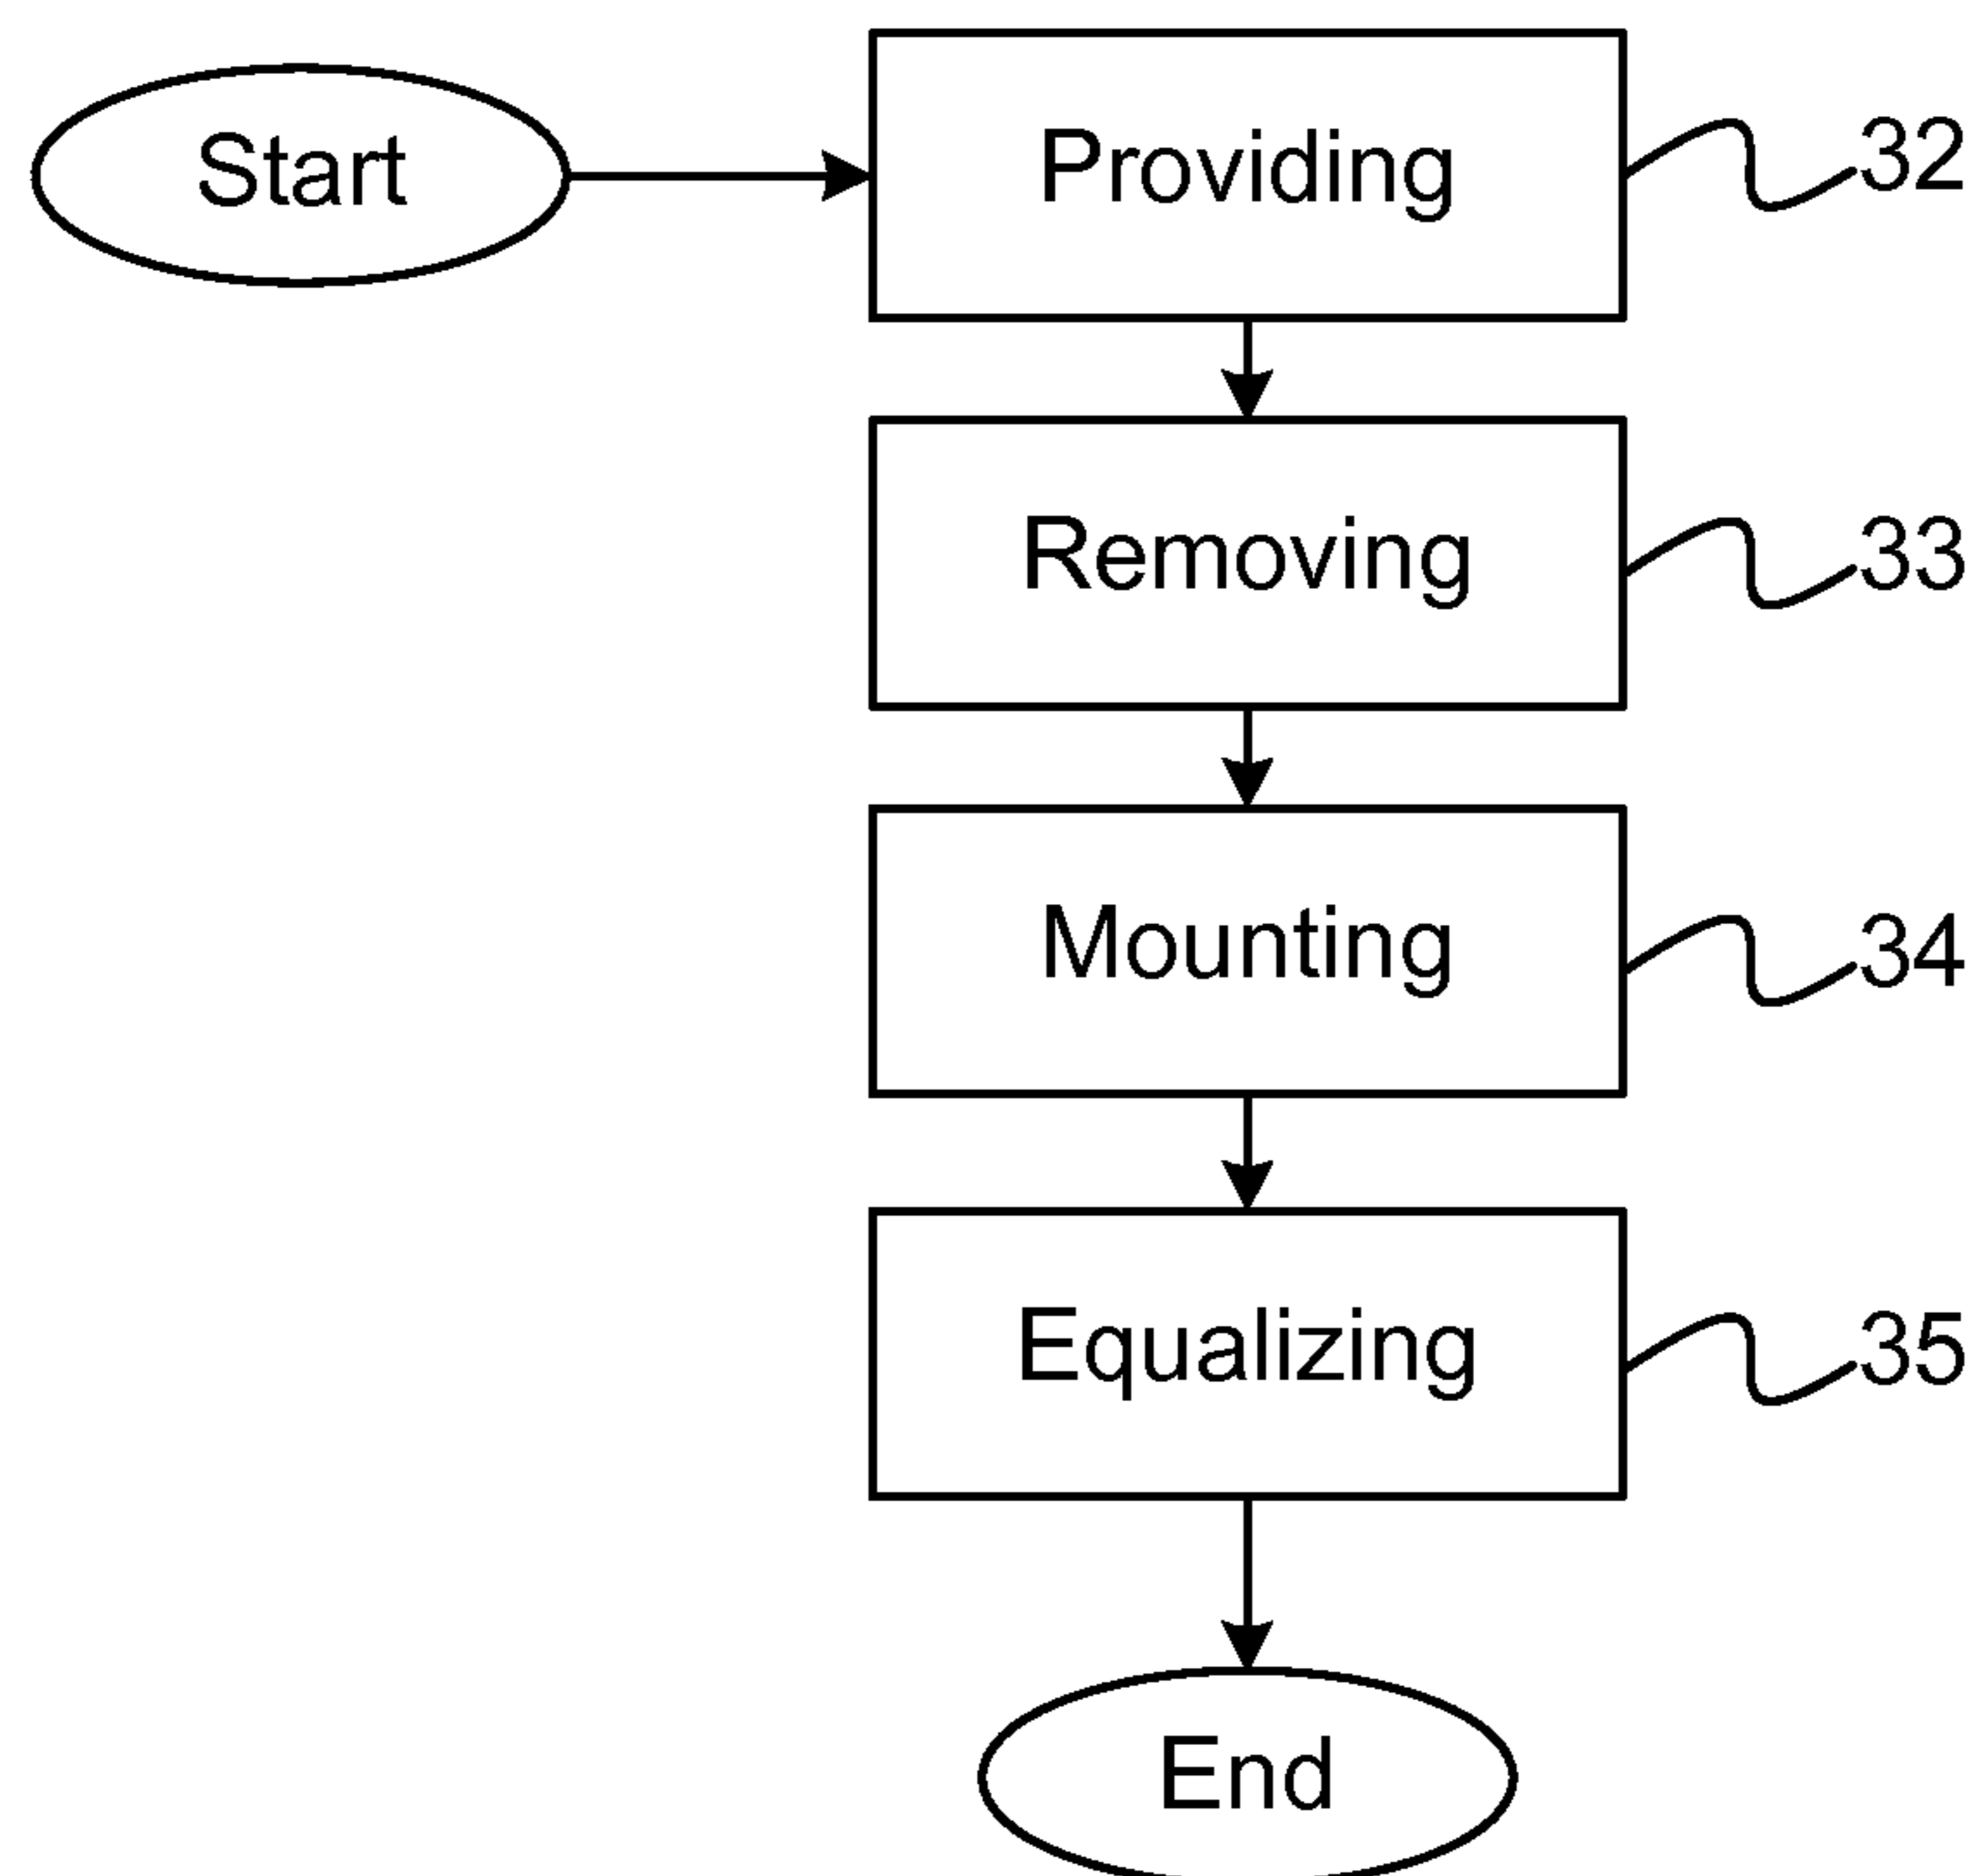 Start
Providing
32
Removing
33
Mounting
34
Equalizing
35
End